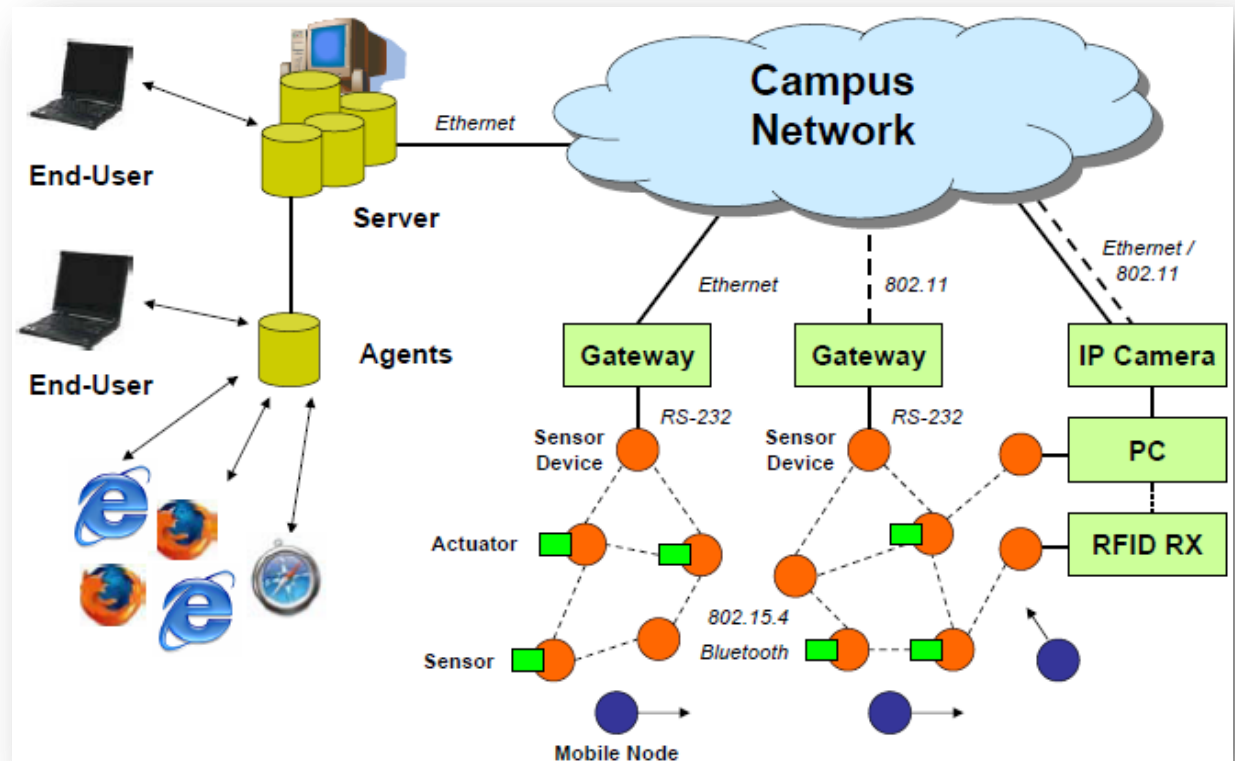 Campus
Network
Ethernet
End-User
Server
Ethernet /
802.11
Ethernet
802.11
End-User
Agents
Gateway
Gateway
IP Camera
RS-232
RS-232
Sensor
Device
Sensor
Device
PC
Actuator
RFID RX
802.15.4
Bluetooth
Sensor
Mobile Node